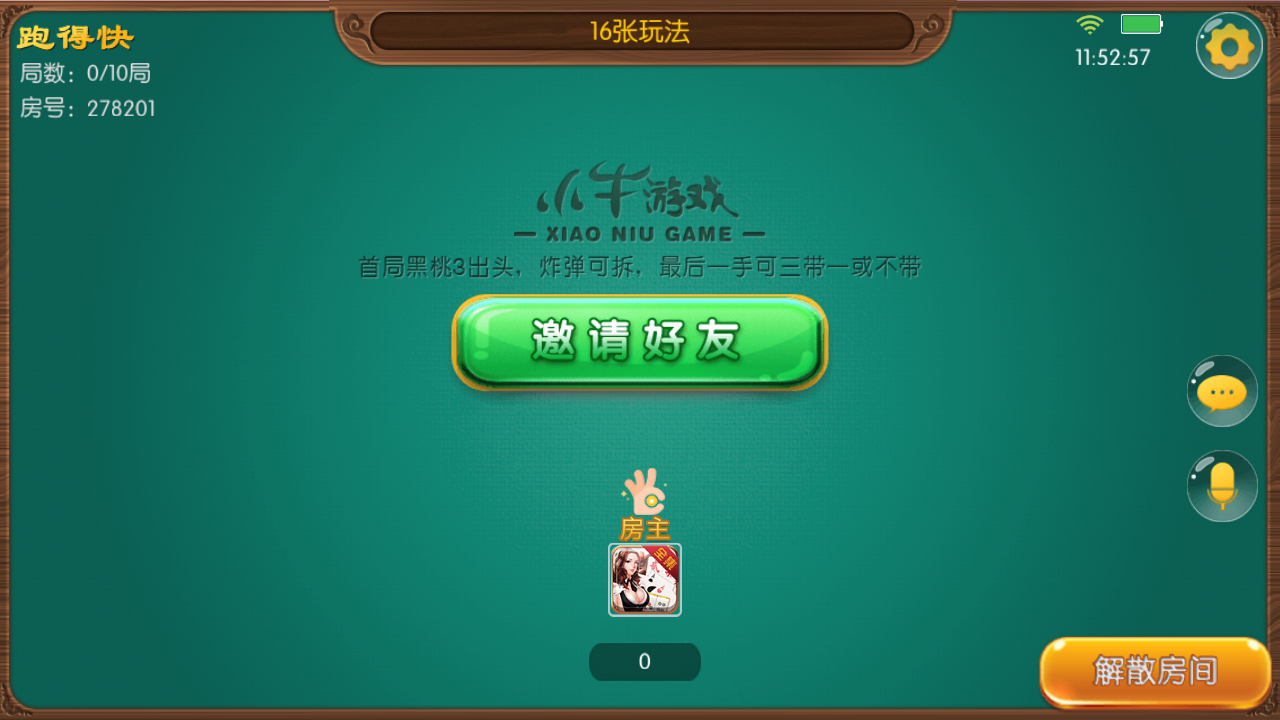 跑得快
16张玩法
局数：0/10局
房号：278201
11:52:57
小牛游戏
XIAO NIU GAME
首局黑桃3出头，炸弹可拆，最后一手可三带一或不带
邀请好友
房主
0
解散房间